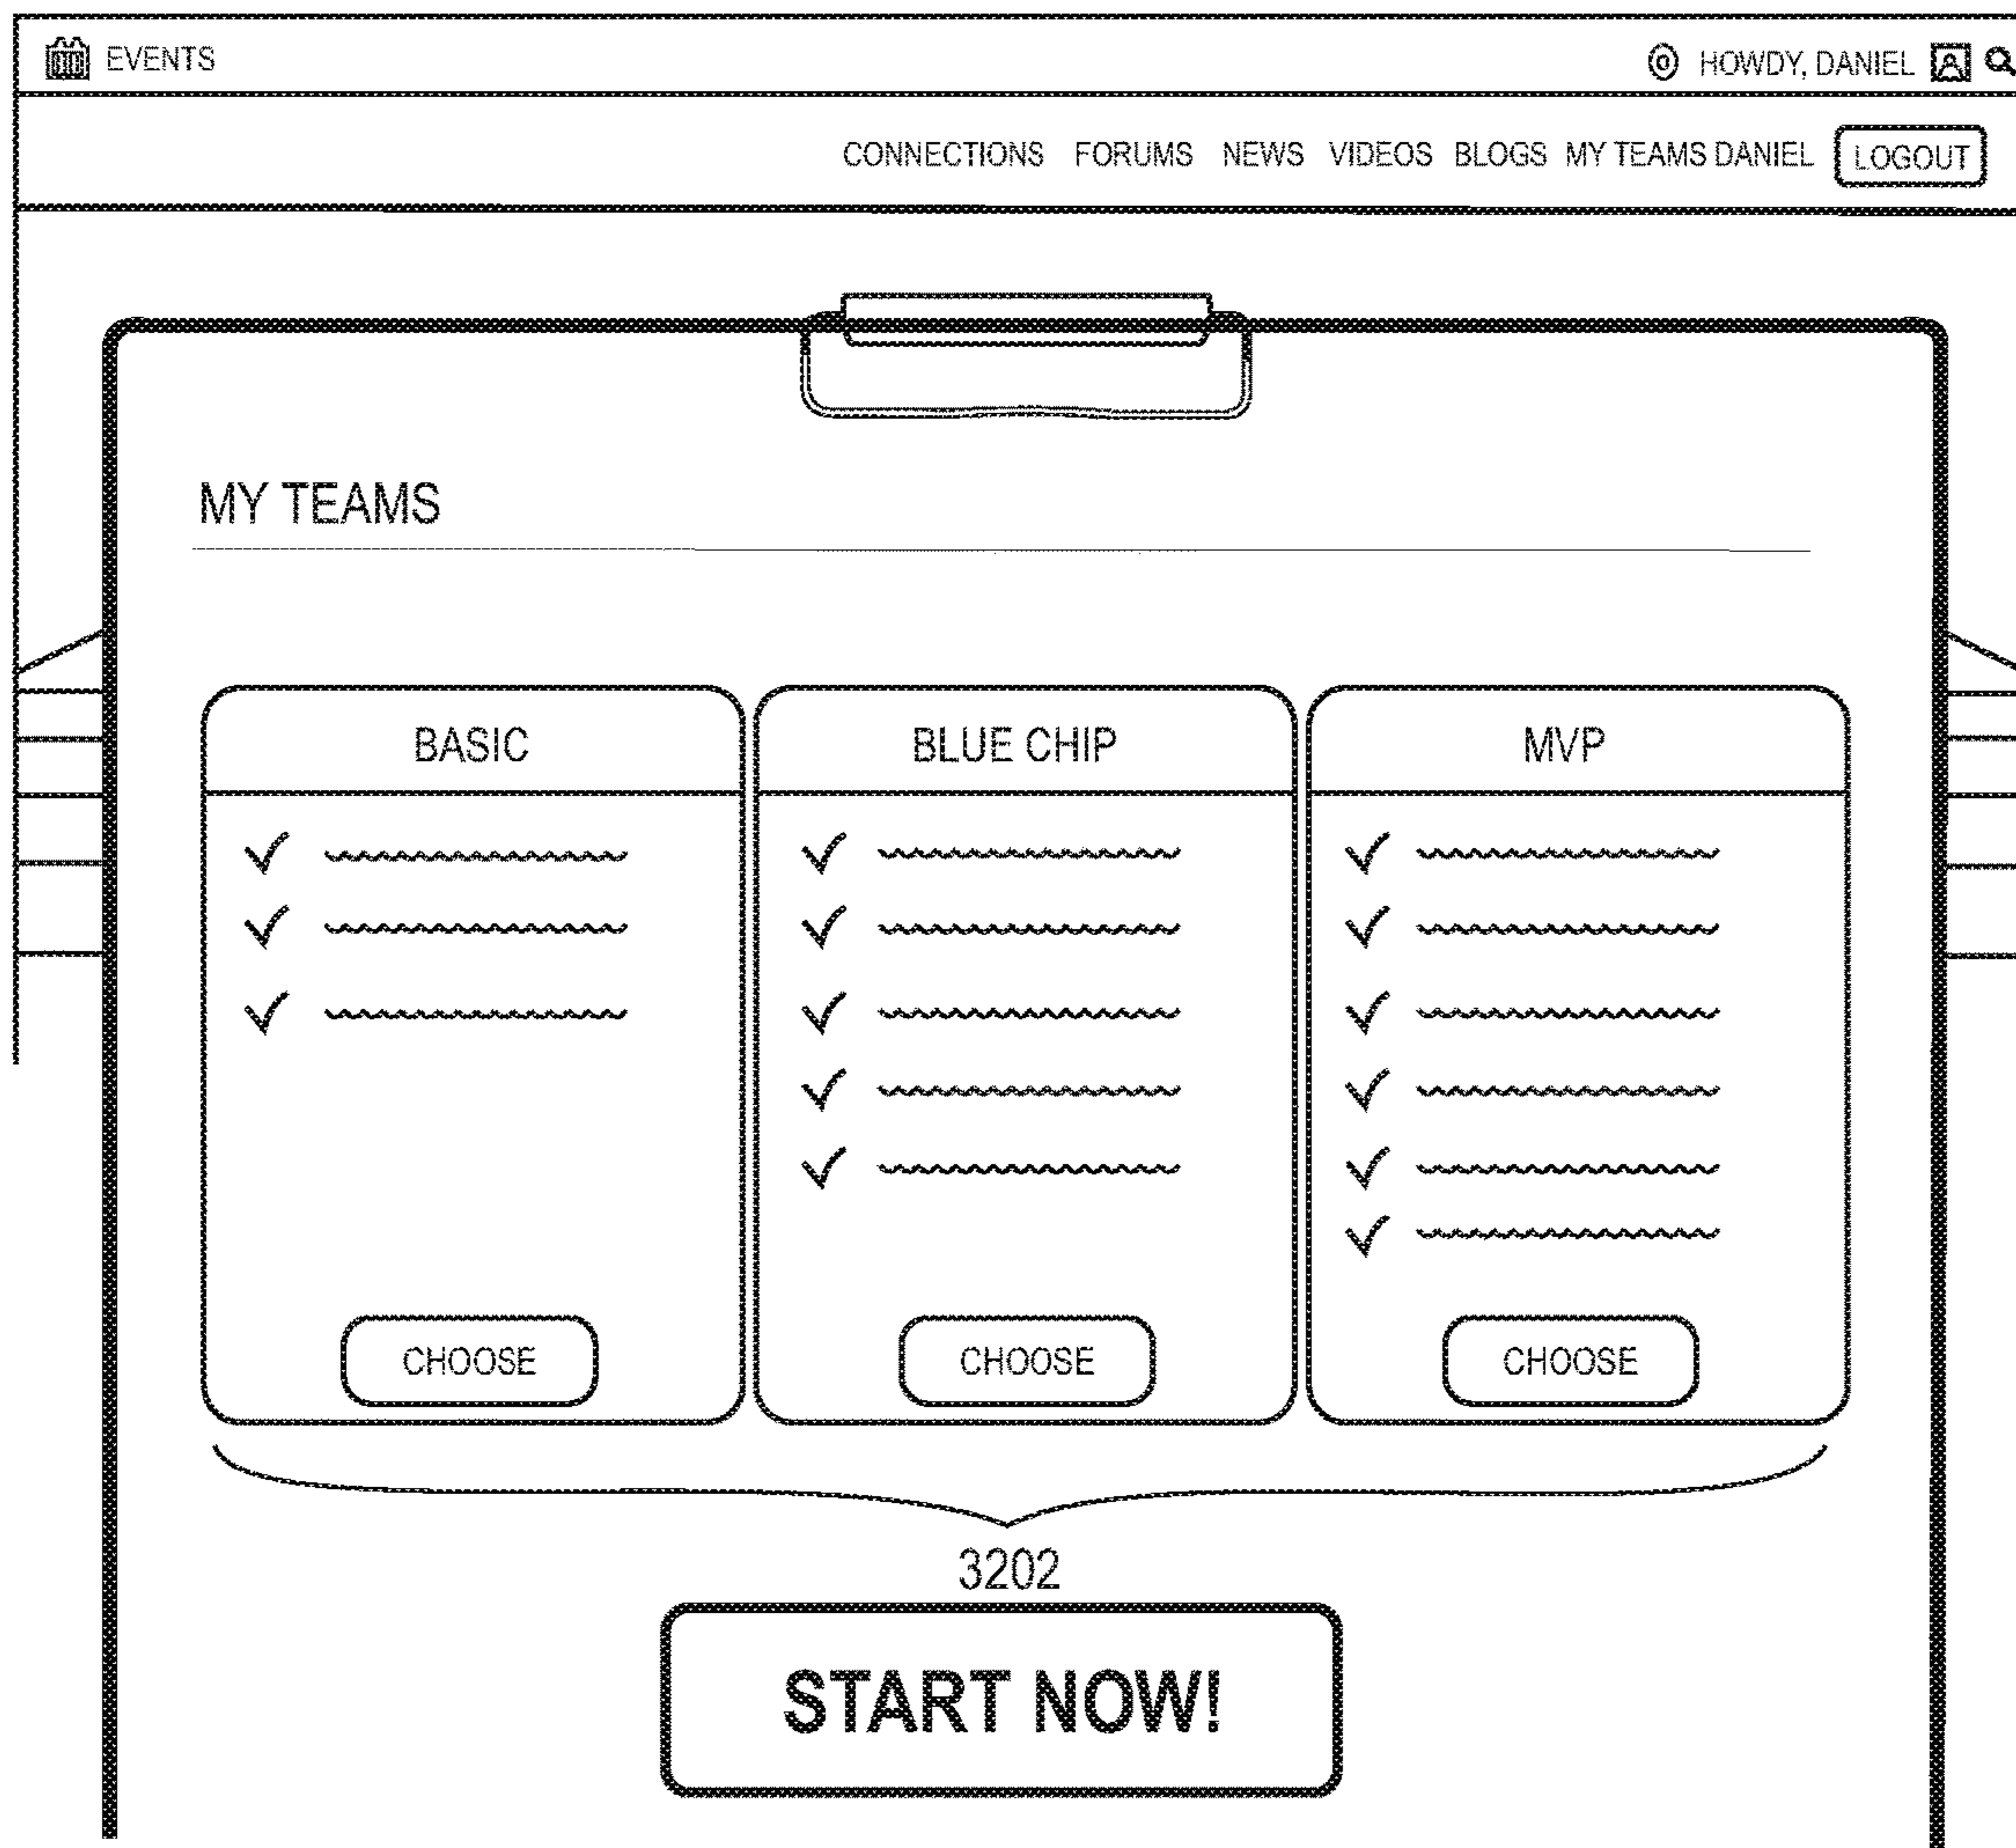 EVENTS HOWDY, DANIEL
CONNECTIONS FORUMS NEWS VIDEOS BLOGS MY TEAMS DANIEL LOGOUT
MY TEAMS
BASIC BLUE CHIP MVP
CHOOSE CHOOSE CHOOSE
3202
START NOW!